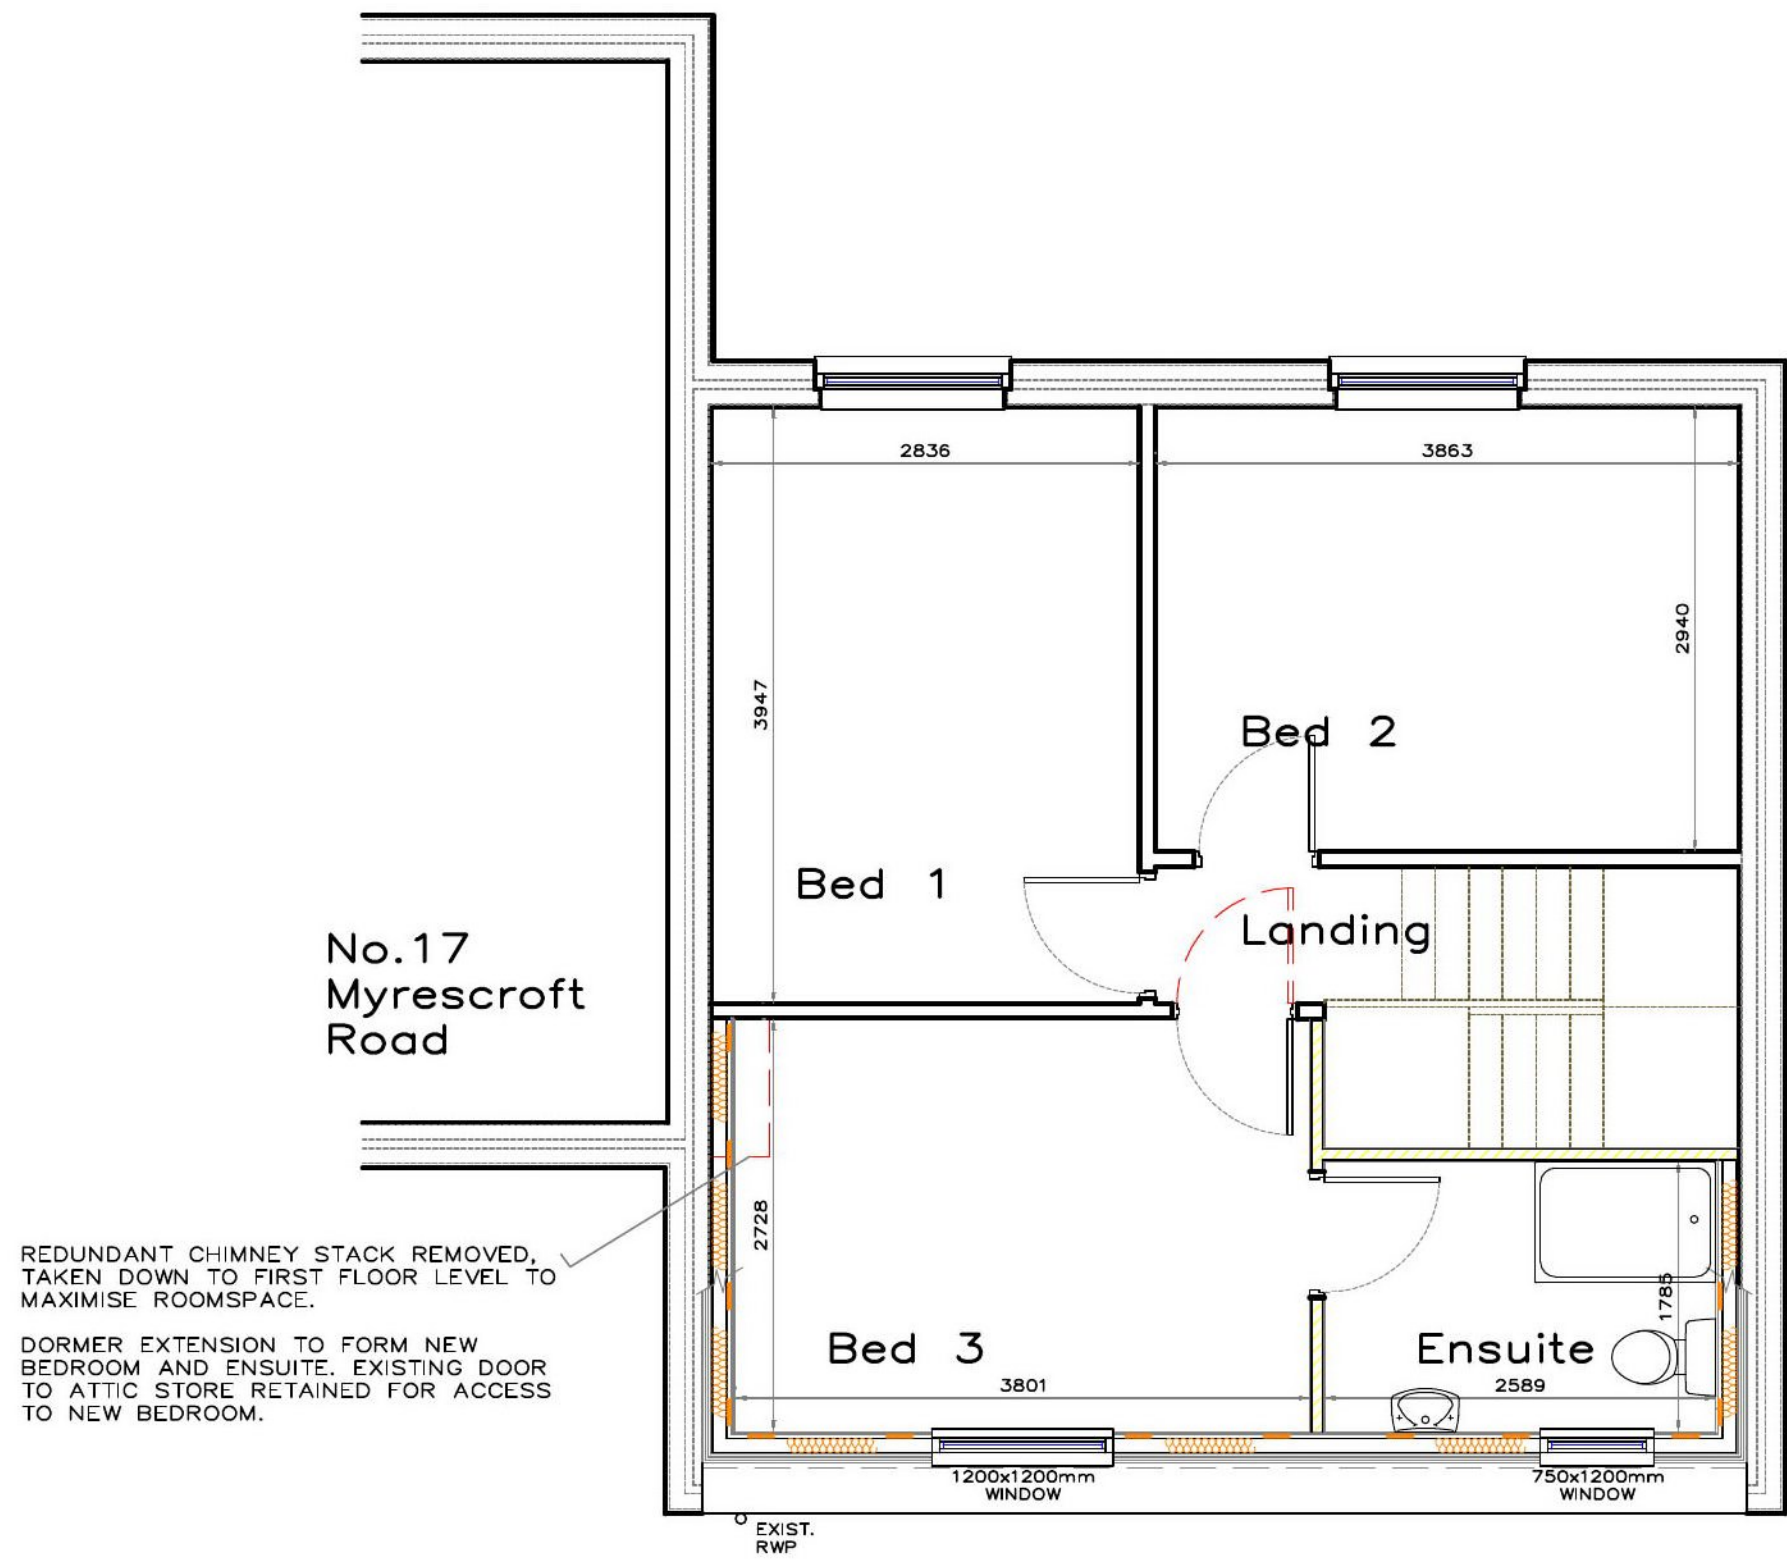 2836
3863
2940
3947
Bed 2
Bed 1
Landing
No.17
Myrescroft
Road
2728
REDUNDANT CHIMNEY STACK REMOVED,
TAKEN DOWN TO FIRST FLOOR LEVEL TO
MAXIMISE ROOMSPACE.
DORMER EXTENSION TO FORM NEW
BEDROOM AND ENSUITE. EXISTING DOOR
TO ATTIC STORE RETAINED FOR ACCESS
TO NEW BEDROOM.
1785
Bed 3
Ensuite
3801
2589
1200x1200mm
WINDOW
750x1200mm
WINDOW
EXIST.
RWP